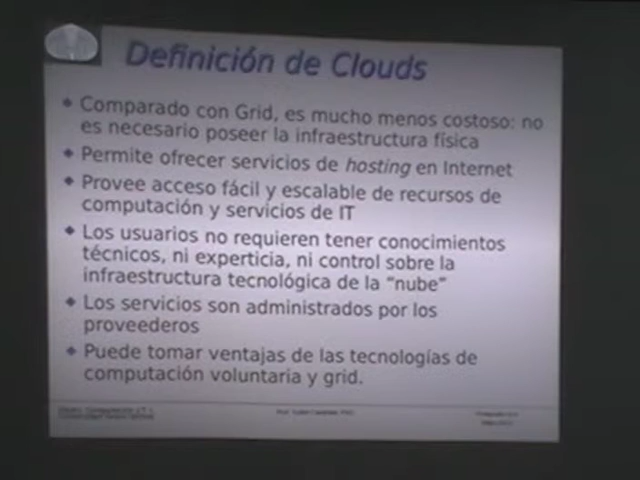 Definición de Clouds
Comparado con Grid, es mucho menos costoso: no
es necesario poseer la infraestructura física
Permite ofrecer servicios de hosting en Internet
Provee acceso fácil y escalable de recursos de
computación y servicios de IT
Los usuarios no requieren tener conocimientos
técnicos, ni experticia, ni control sobre la
infraestructura tecnológica de la “nube”
Los servicios son administrados por los
proveederos
Puede tomar ventajas de las tecnologías de
computación voluntaria y grid.